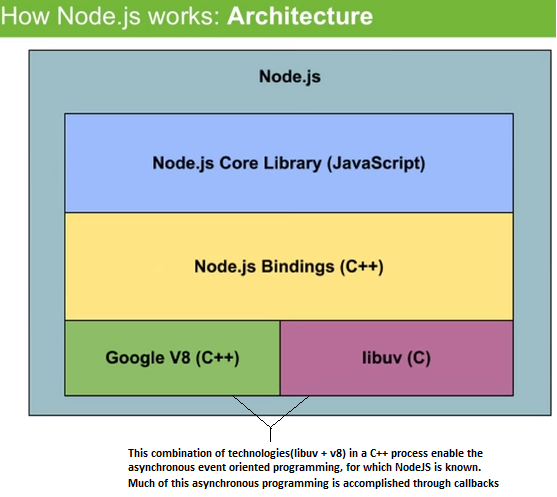 How Node.js works: Architecture
Node.js
Node.js Core Library (JavaScript)
Node.js Bindings (C++)
Google V8 (C++)
libuv (C)
This combination of technologies(libuv + v8) in a C++ process enable the
asynchronous event oriented programming, for which NodeJS is known.
Much of this asynchronous programming is accomplished through callbacks